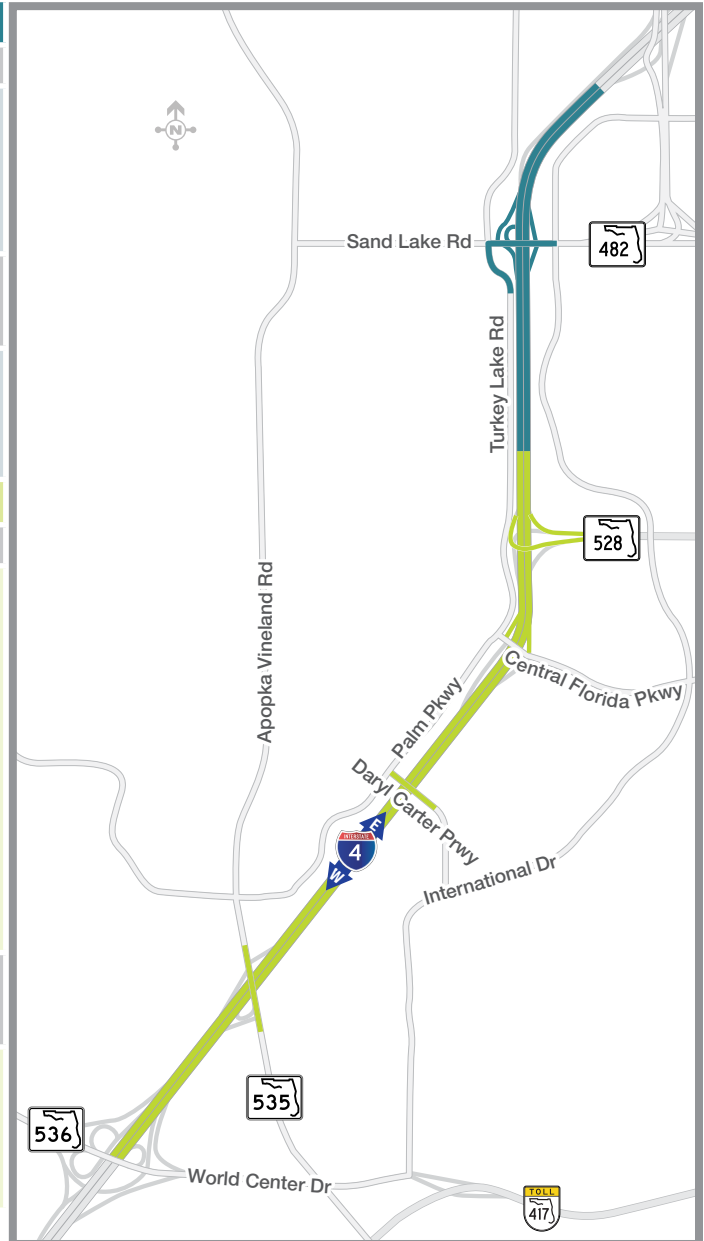 N
Sand Lake Rd
482
Turkey Lake Rd
528
Apopka Vineland Rd
Central Florida Pkwy
Palm Pkwy
Daryl Carter Prwy
E
INTERSTATE
4
W
International Dr
535
536
World Center Dr
TOLL
417